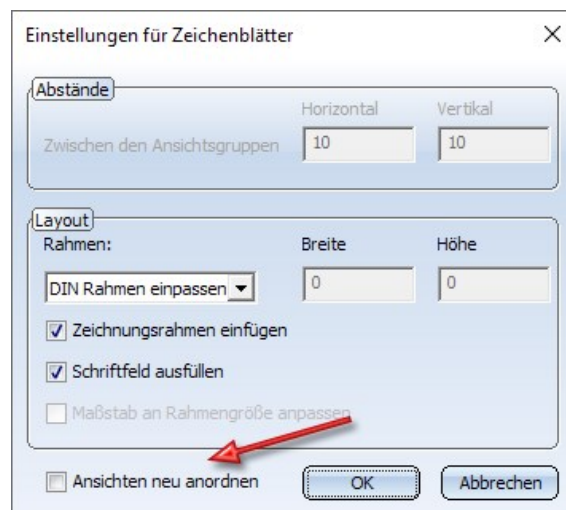 Einstellungen für Zeichenblätter
Abstände
Horizontal Vertikal
Zwischen den Ansichtsgruppen 10 10
Layout
Rahmen: Breite Höhe
DIN Rahmen einpassen 0 0
Zeichnungsrahmen einfügen
Schriftfeld ausfüllen
Maßstab an Rahmengröße anpassen
Ansichten neu anordnen OK Abbrechen